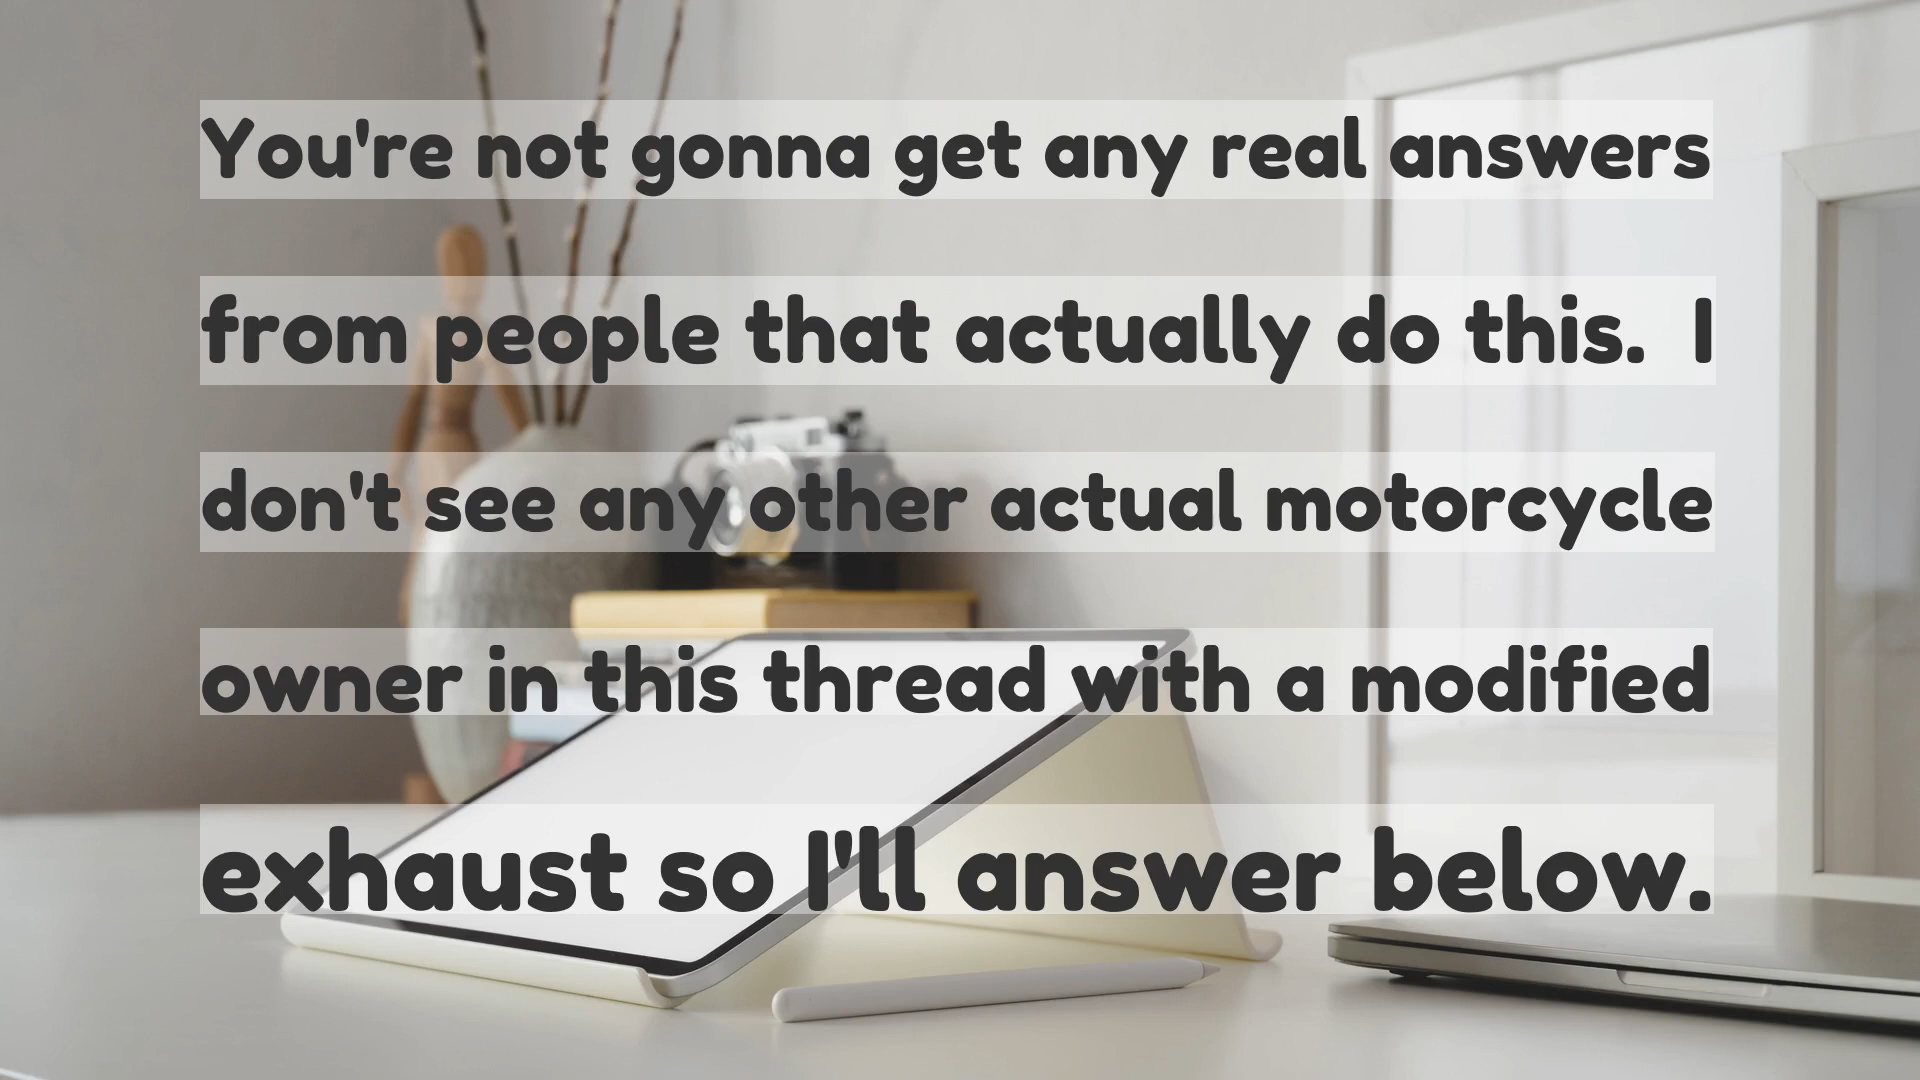 You're not gonna get any real answers
from people that actually do this.  I
don't see any other actual motorcycle
owner in this thread with a modified
exhaust so I'll answer below.